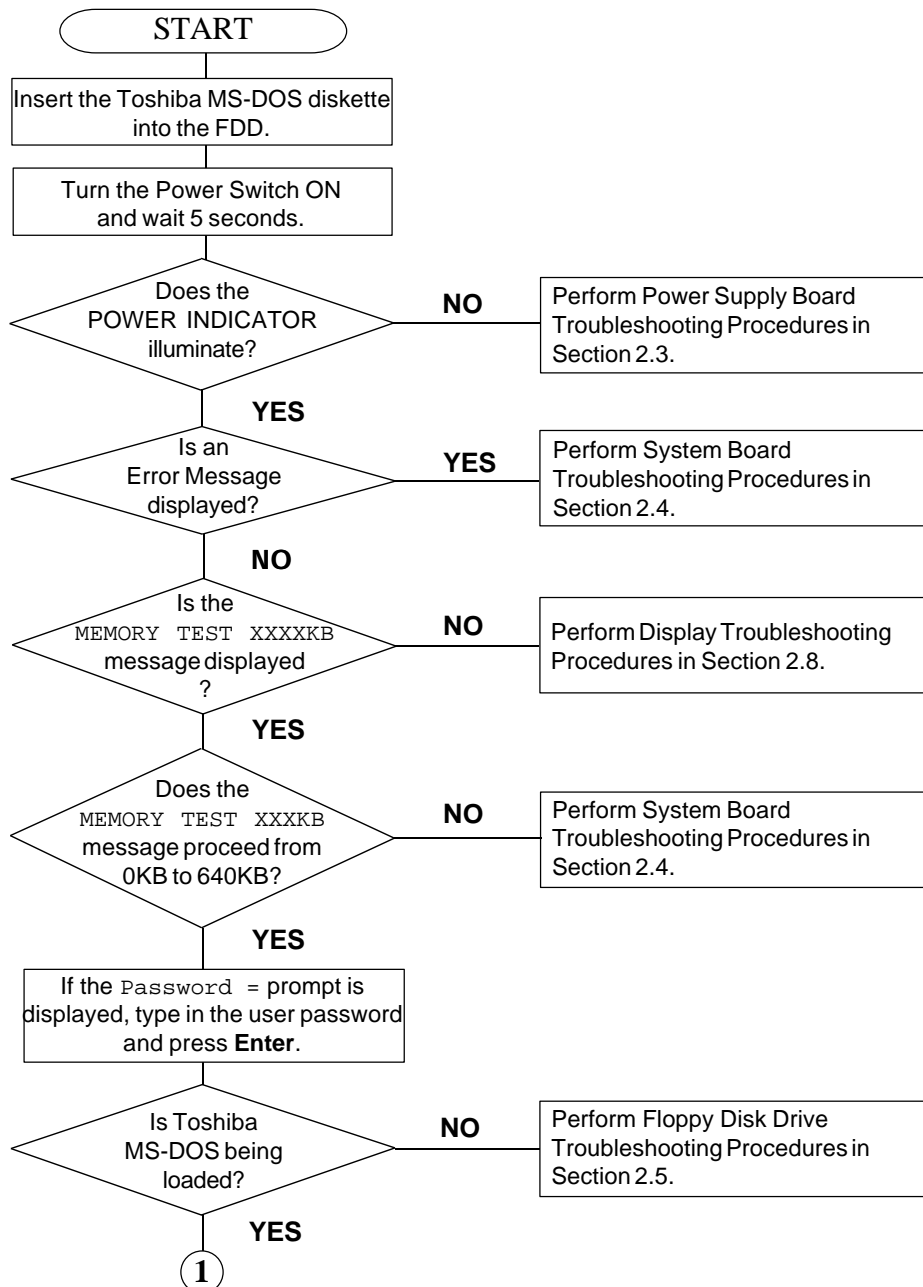 START
Insert the Toshiba MS-DOS diskette
into the FDD.
Turn the Power Switch ON
and wait 5 seconds.
Does the
POWER INDICATOR
illuminate?
NO
Perform Power Supply Board
Troubleshooting Procedures in
Section 2.3.
YES
Is an
Error Message
displayed?
YES
Perform System Board
Troubleshooting Procedures in
Section 2.4.
NO
Is the
MEMORY TEST XXXXKB
message displayed
?
NO
Perform Display Troubleshooting
Procedures in Section 2.8.
YES
Does the
MEMORY TEST XXXKB
message proceed from
0KB to 640KB?
NO
Perform System Board
Troubleshooting Procedures in
Section 2.4.
YES
If the Password = prompt is
displayed, type in the user password
and press Enter.
Is Toshiba
MS-DOS being
loaded?
NO
Perform Floppy Disk Drive
Troubleshooting Procedures in
Section 2.5.
YES
1